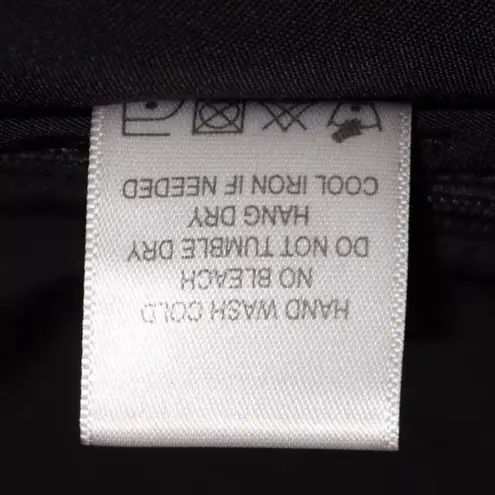 HAND WASH COLD
NO BLEACH
DO NOT TUMBLE DRY
HANG DRY
COOL IRON IF NEEDED